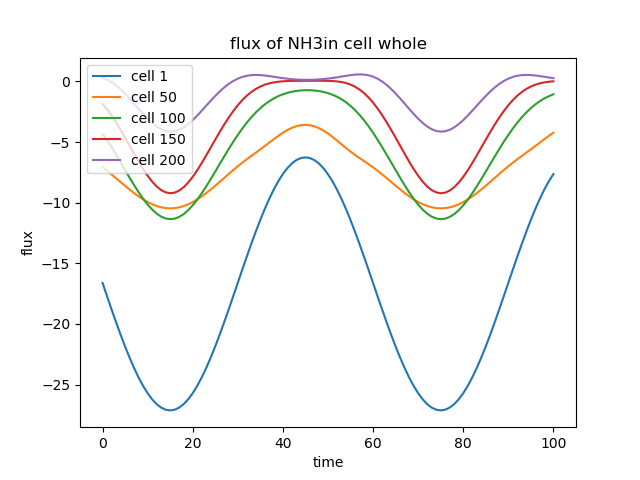 flux of NH3in cell whole
cell 1
cell 50
cell 100
cell 150
cell 200
0
−5
−10
−15
−20
−25
flux
0 20 40 60 80 100
time